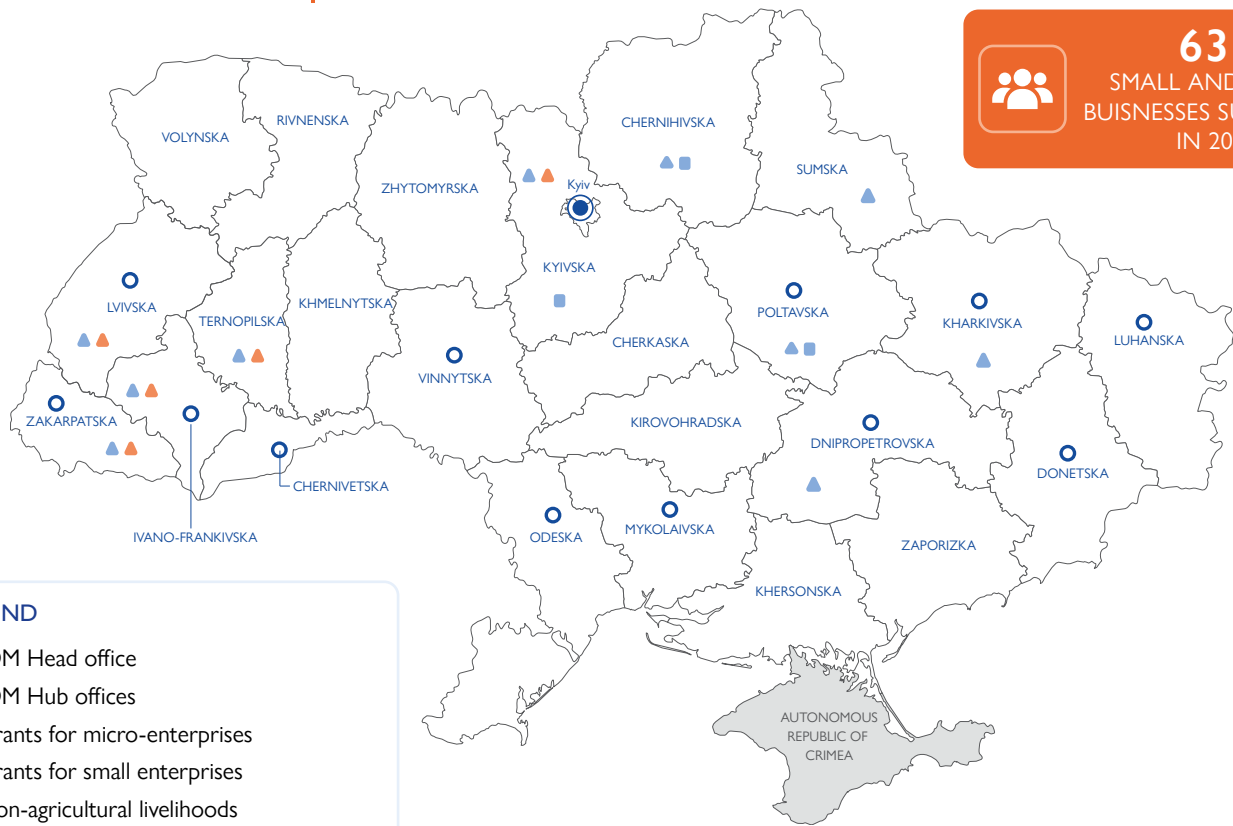 63
SMALL AND
BUISNESSES SU
IN 20
VOLYNSKA
RIVNENSKA
CHERNIHIVSKA
SUMSKA
ZHYTOMYRSKA
Kyiv
KYIVSKA
LVIVSKA
TERNOPILSKA
KHMELNYTSKA
POLTAVSKA
KHARKIVSKA
LUHANSKA
CHERKASKA
VINNYTSKA
ZAKARPATSKA
KIROVOHRADSKA
DNIPROPETROVSKA
DONETSKA
CHERNIVETSKA
IVANO-FRANKIVSKA
ODESKA
MYKOLAIVSKA
ZAPORIZKA
KHERSONSKA
AUTONOMOUS
REPUBLIC OF
CRIMEA
ND
M Head office
M Hub offices
rants for micro-enterprises
rants for small enterprises
on-agricultural livelihoods